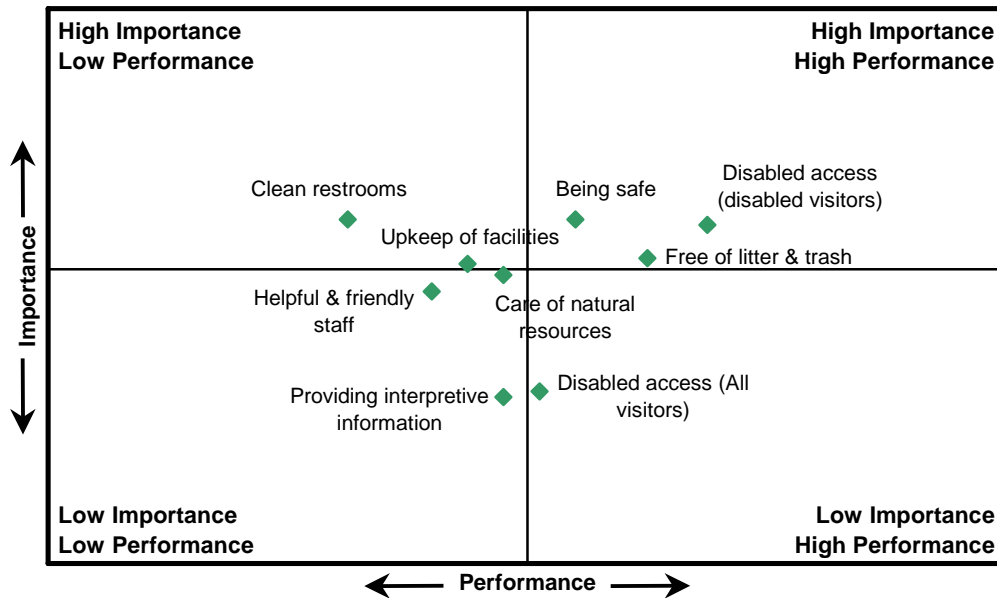 High Importance
Low Performance
High Importance
High Performance
Clean restrooms
Being safe
Disabled access
(disabled visitors)
Upkeep of facilities
Free of litter & trash
Helpful & friendly
staff
Care of natural
resources
Providing interpretive
information
Disabled access (All
visitors)
Low Importance
Low Performance
Low Importance
High Performance
Importance
Performance